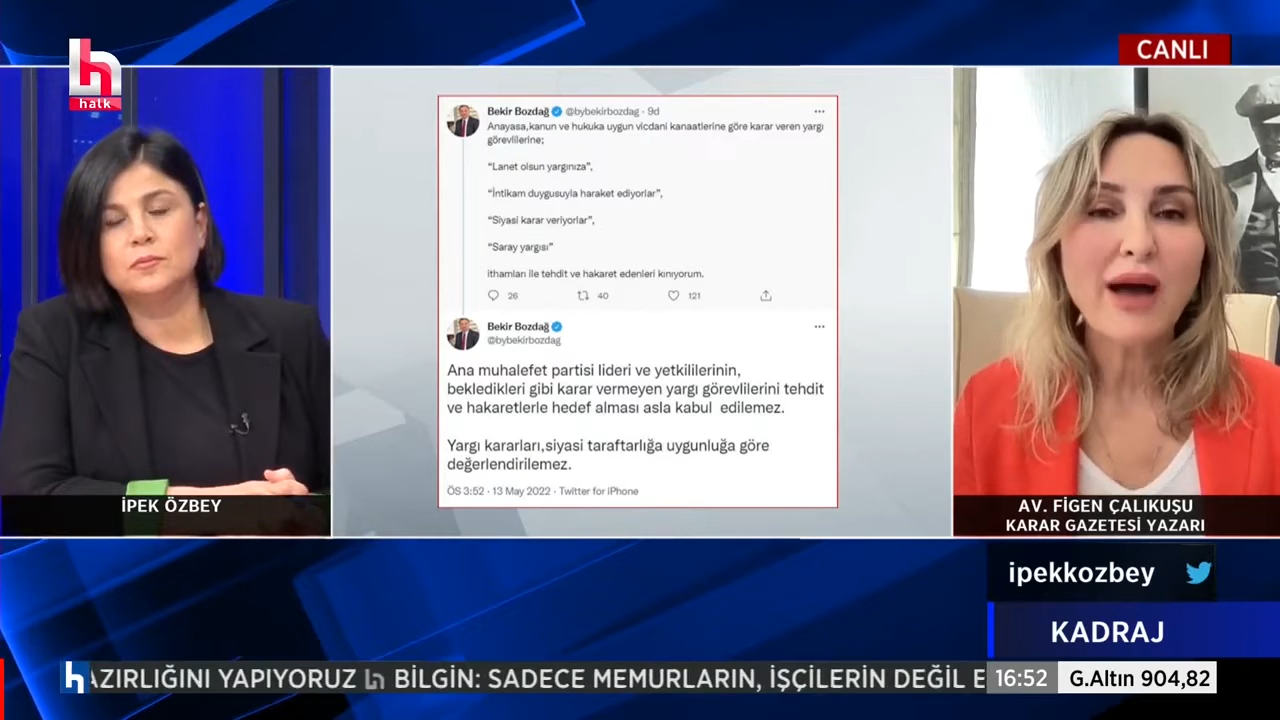 CANLI
halk
Bekir Bozdağ @bybekirbozdag · 9d
Anayasa,kanun ve hukuka uygun vicdani kanaatlerine göre karar veren yargı
görevlilerine;
"Lanet olsun yargınıza",
"İntikam duygusuyla haraket ediyorlar",
"Siyasi karar veriyorlar",
"Saray yargısı"
ithamları ile tehdit ve hakaret edenleri kınıyorum.
26 40 121
Bekir Bozdağ
@bybekirbozdag
Ana muhalefet partisi lideri ve yetkililerinin,
bekledikleri gibi karar vermeyen yargı görevlilerini tehdit
ve hakaretlerle hedef alması asla kabul edilemez.
Yargı kararları,siyasi taraftarlığa uygunluğa göre
değerlendirilemez.
ÖS 3:52 · 13 May 2022 · Twitter for iPhone
İPEK ÖZBEY
AV. FİGEN ÇALIKUŞU
KARAR GAZETESİ YAZARI
ipekkozbey
KADRAJ
AZIRLIĞINI YAPIYORUZ h BİLGİN: SADECE MEMURLARIN, İŞÇİLERİN DEĞİL E
16:52 G.Altın 904,82